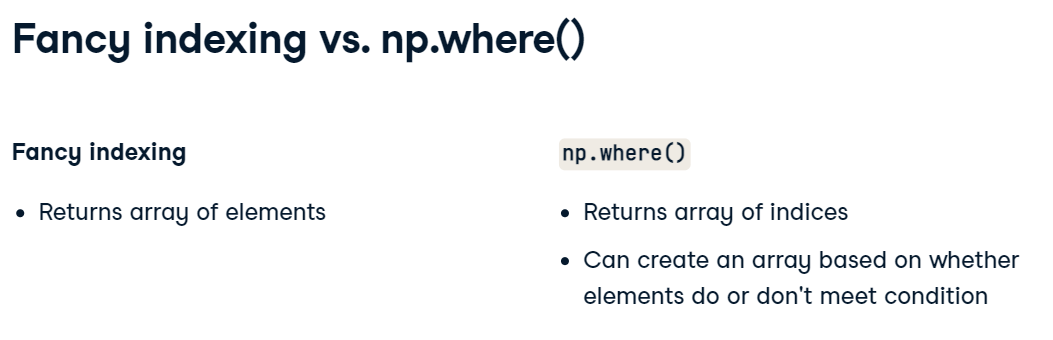 Fancy indexing vs. np.where()
Fancy indexing
• Returns array of elements
np.where()
• Returns array of indices
• Can create an array based on whether
elements do or don't meet condition